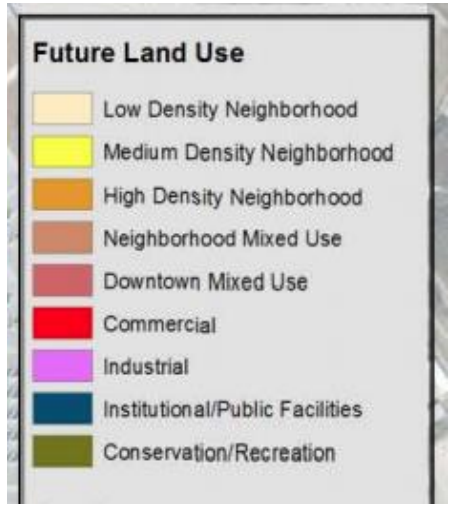 Future Land Use
Low Density Neighborhood
Medium Density Neighborhood
High Density Neighborhood
Neighborhood Mixed Use
Downtown Mixed Use
Commercial
Industrial
Institutional/Public Facilities
Conservation/Recreation